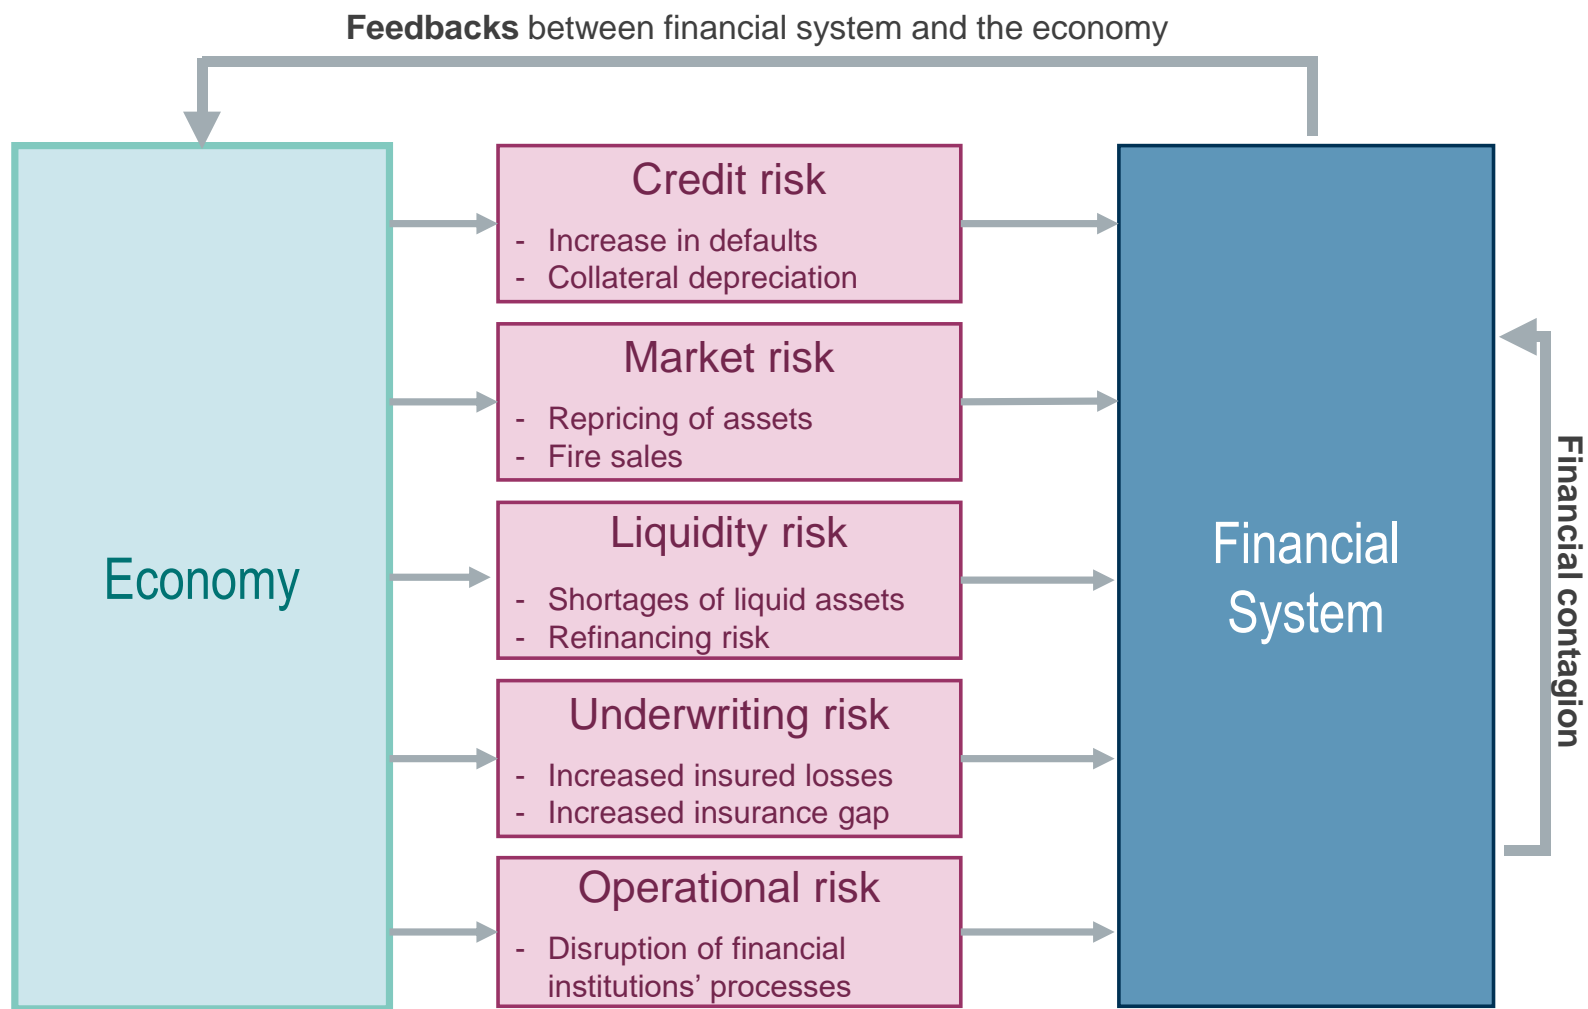 Feedbacks between financial system and the economy
Economy
Credit risk
- Increase in defaults
- Collateral depreciation
Market risk
- Repricing of assets
- Fire sales
Liquidity risk
- Shortages of liquid assets
- Refinancing risk
Underwriting risk
- Increased insured losses
- Increased insurance gap
Operational risk
- Disruption of financial
institutions’ processes
Financial
System
Financial contagion